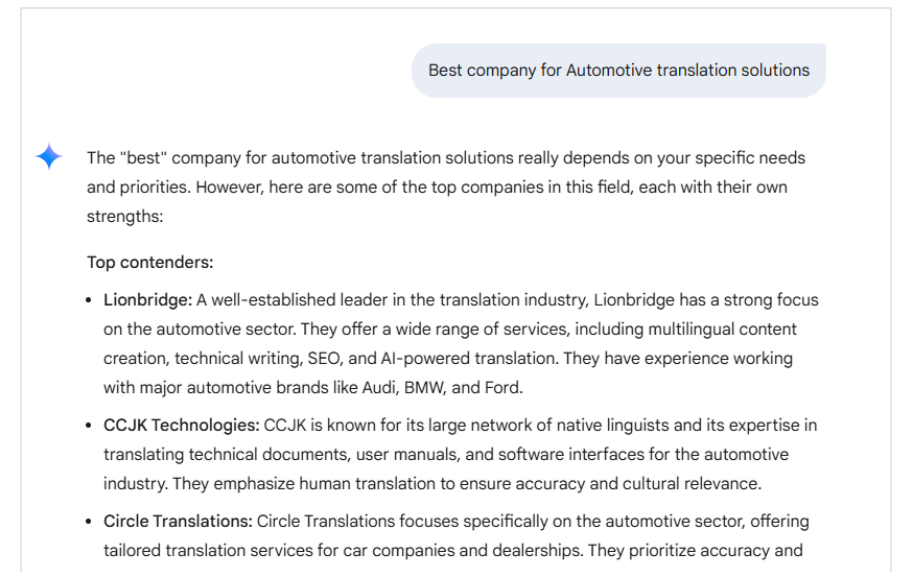 Best company for Automotive translation solutions
The "best" company for automotive translation solutions really depends on your specific needs
and priorities. However, here are some of the top companies in this field, each with their own
strengths:
Top contenders:
• Lionbridge: A well-established leader in the translation industry, Lionbridge has a strong focus
on the automotive sector. They offer a wide range of services, including multilingual content
creation, technical writing, SEO, and AI-powered translation. They have experience working
with major automotive brands like Audi, BMW, and Ford.
• CCJK Technologies: CCJK is known for its large network of native linguists and its expertise in
translating technical documents, user manuals, and software interfaces for the automotive
industry. They emphasize human translation to ensure accuracy and cultural relevance.
• Circle Translations: Circle Translations focuses specifically on the automotive sector, offering
tailored translation services for car companies and dealerships. They prioritize accuracy and